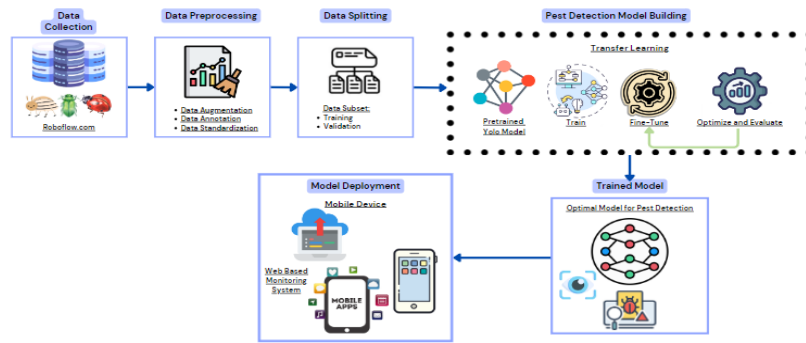 Data
Collection
Roboflow.com
Data Preprocessing
• Data Augmentation
• Data Annotation
• Data Standardization
Data Splitting
Data Subset:
• Training
• Validation
Pest Detection Model Building
Transfer Learning
Pretrained
Yolo Model
Train
Fine-Tune
Optimize and Evaluate
Trained Model
Optimal Model for Pest Detection
Model Deployment
Mobile Device
Web Based
Monitoring
System
MOBILE
APPS